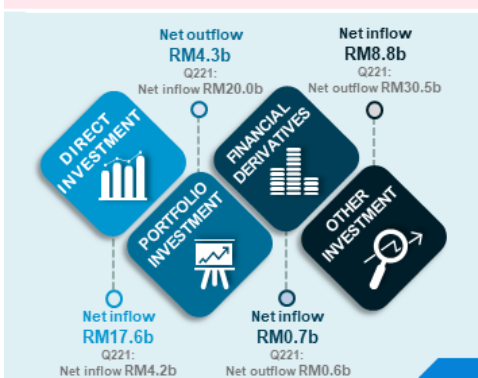 Net outflow
RM4.3b
Q221:
Net inflow RM20.0b
Net inflow
RM8.8b
Q221:
Net outflow RM30.5b
DIRECT
INVESTMENT
PORTFOLIO
INVESTMENT
FINANCIAL
DERIVATIVES
OTHER
INVESTMENT
Net inflow
RM17.6b
Q221:
Net inflow RM4.2b
Net inflow
RM0.7b
Q221:
Net outflow RM0.6b